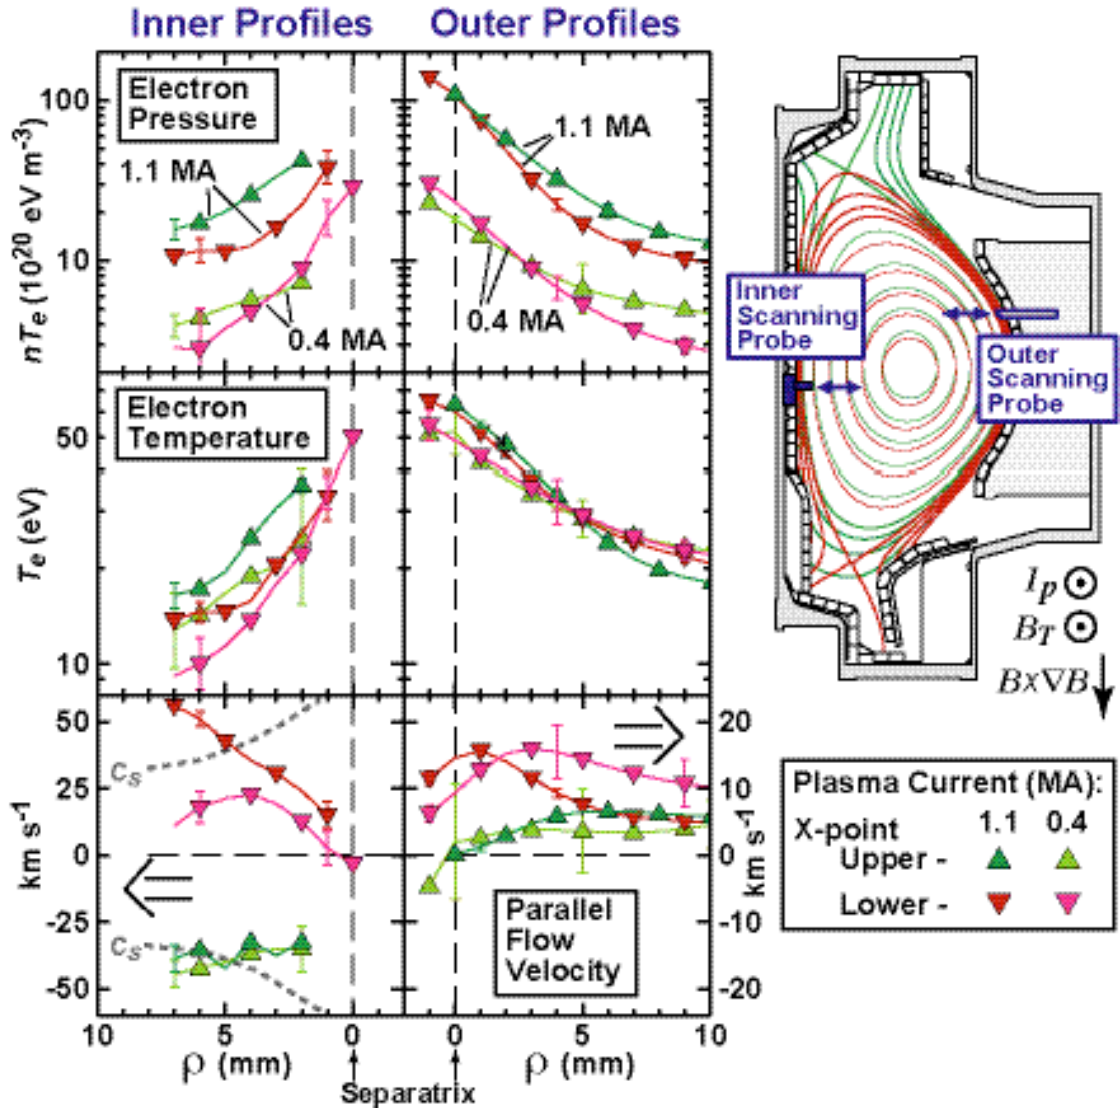 Inner Profiles
Outer Profiles
Electron
Pressure
1.1 MA
0.4 MA
1.1 MA
0.4 MA
100
10
nTe (10^20 eV m^-3)
Electron
Temperature
50
10
Te (eV)
50
25
0
-25
-50
km s^-1
cs
cs
Parallel
Flow
Velocity
20
10
0
-10
-20
km s^-1
10 5 0
0 5 10
ρ (mm)
ρ (mm)
Separatrix
Inner
Scanning
Probe
Outer
Scanning
Probe
Ip
BT
B×∇B
Plasma Current (MA):
X-point 1.1 0.4
Upper -
Lower -